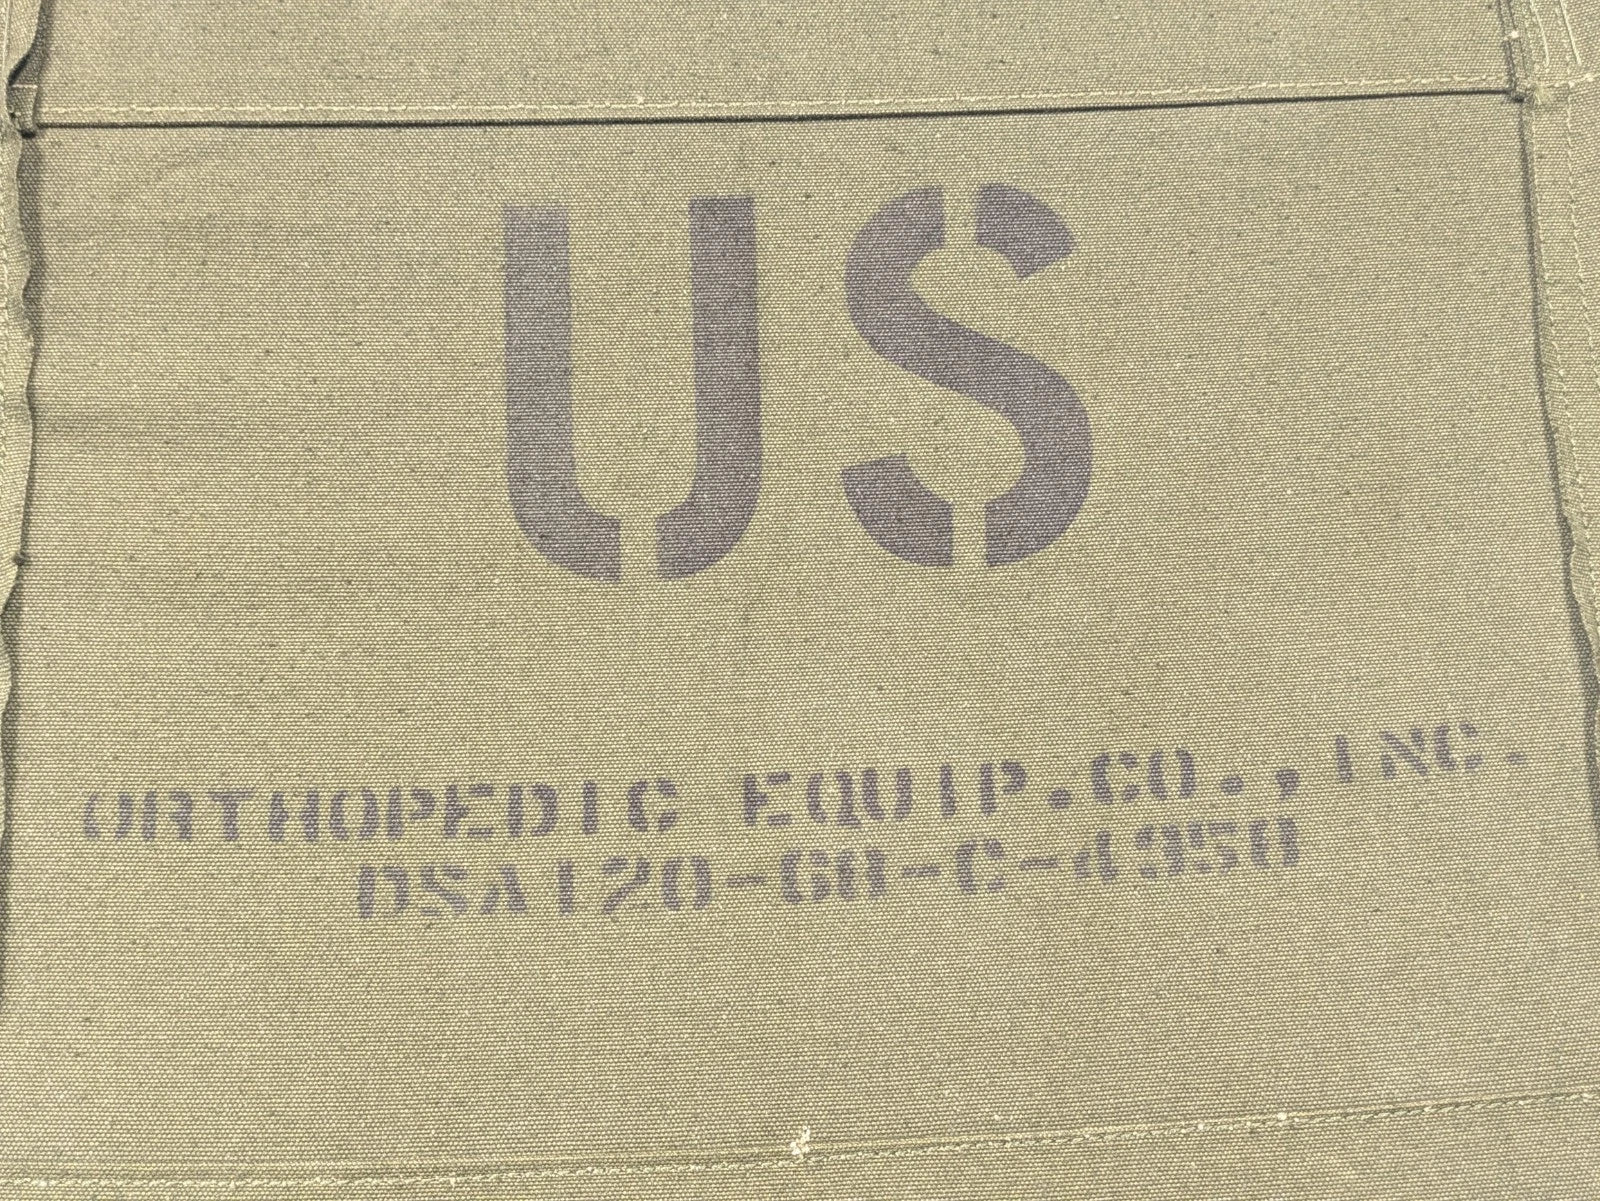 US
ORTHOPEDIC EQUIP.CO.,INC.
DSA120-68-C-4350